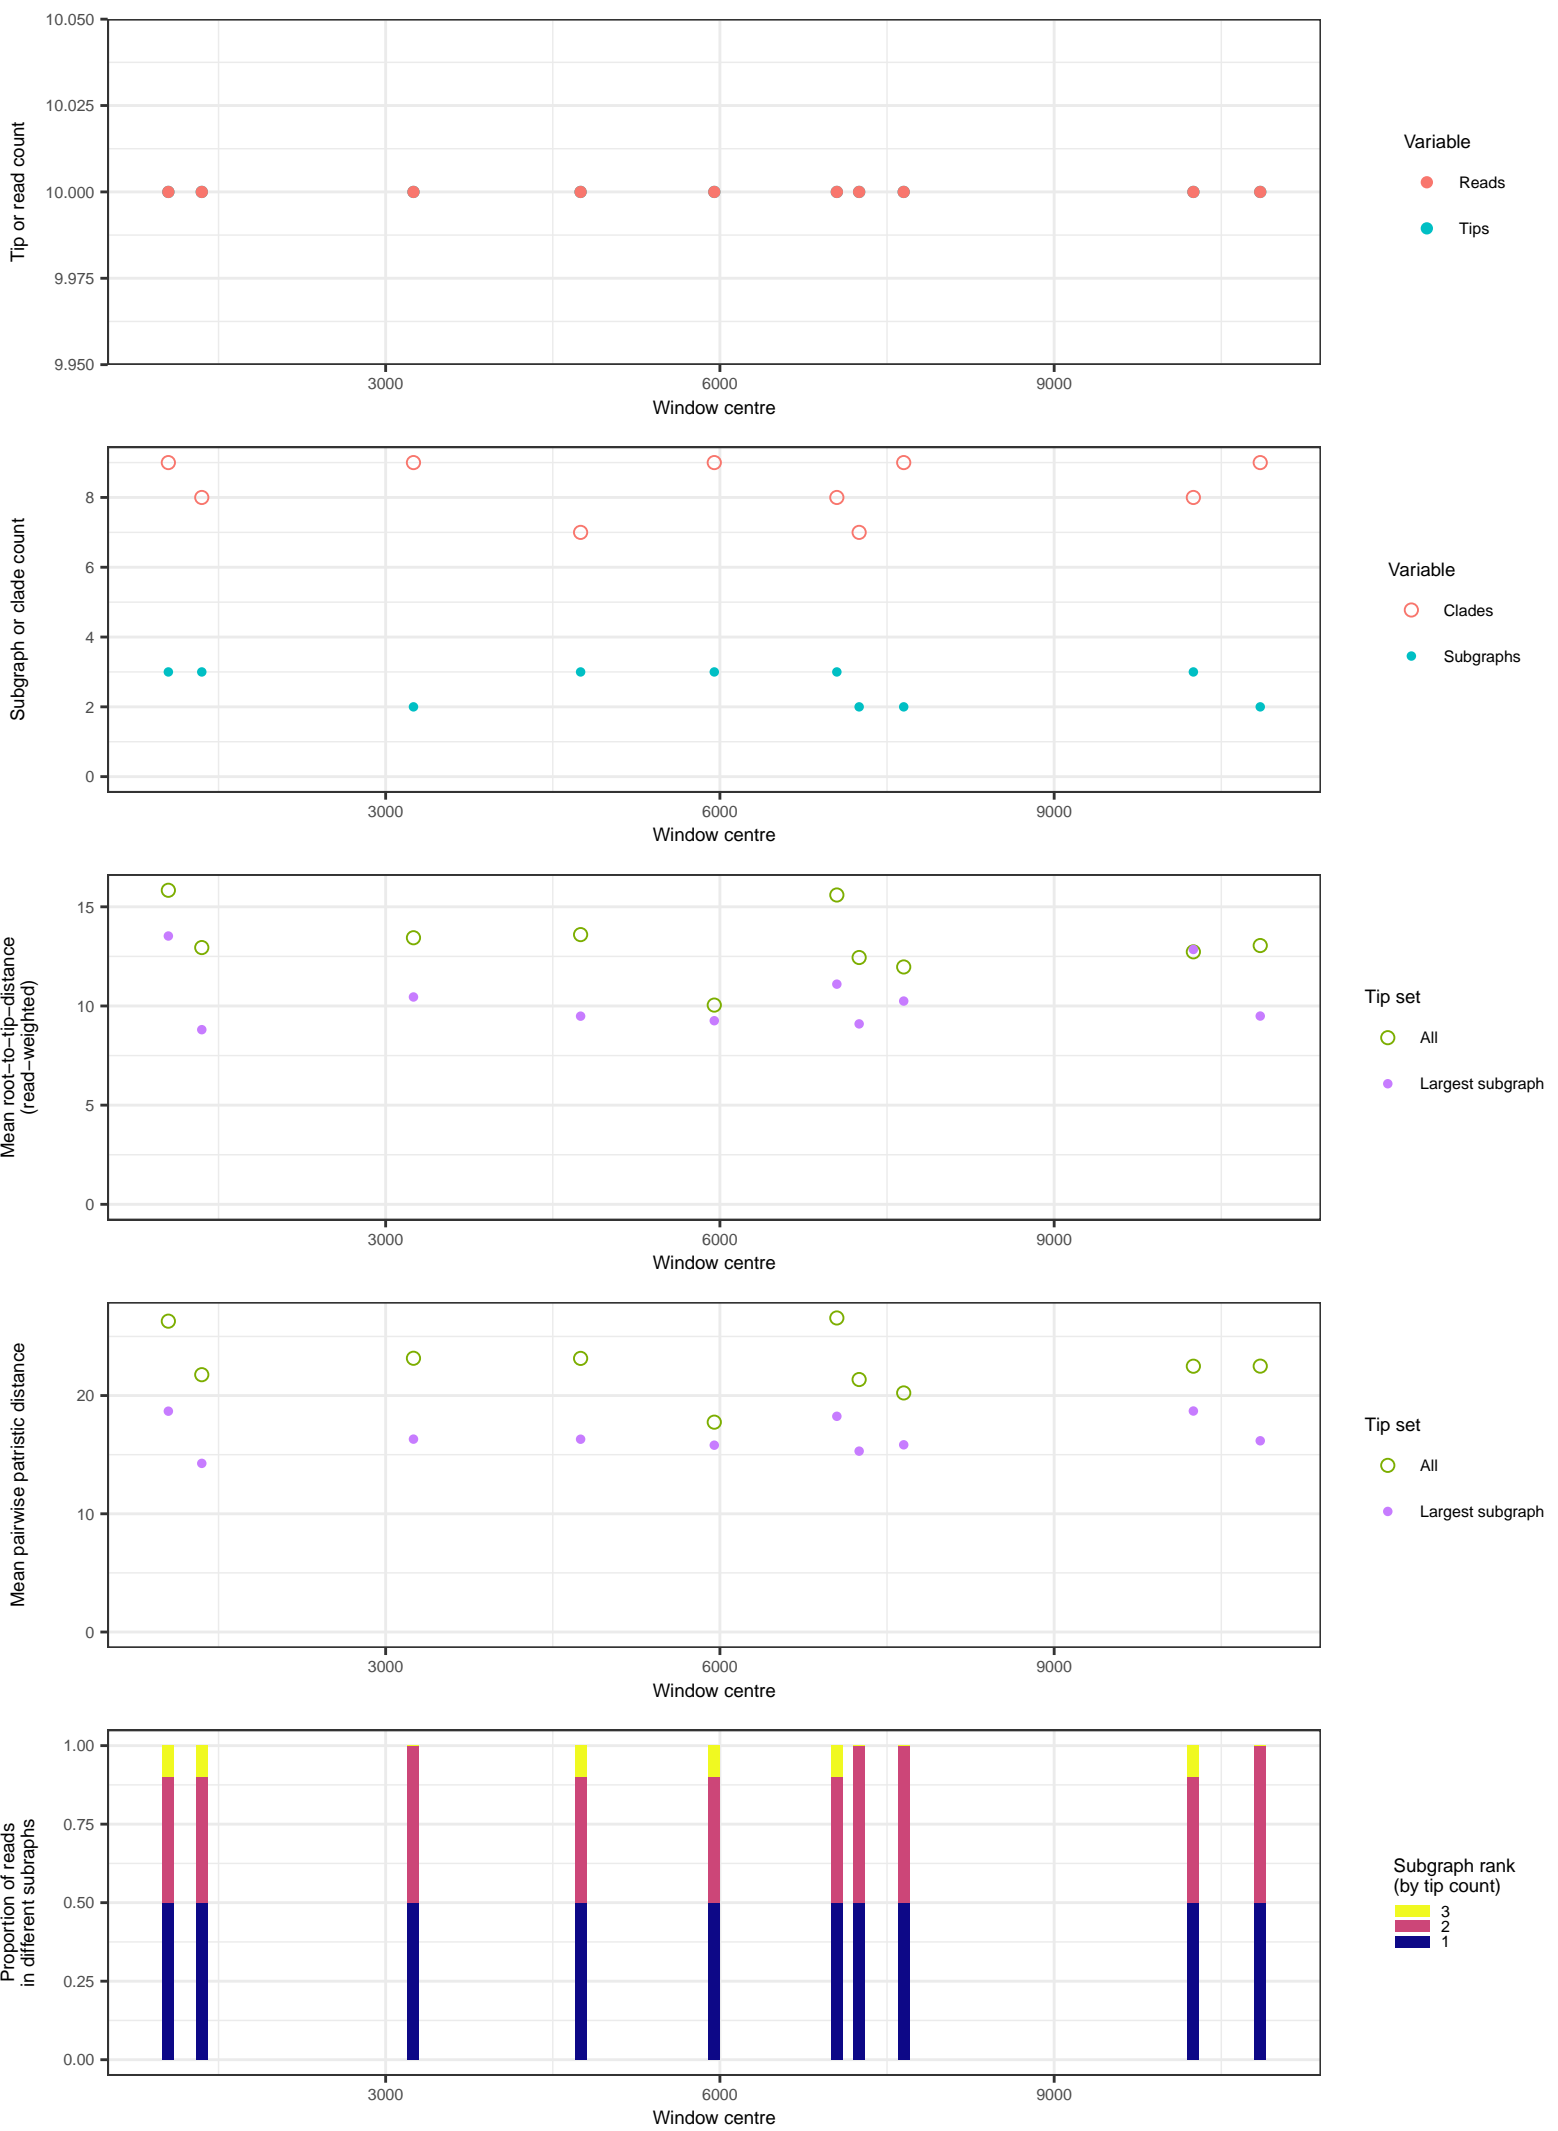 10.050
10.025
10.000
9.975
9.950
Tip or read count
3000
6000
9000
Window centre
Variable
Reads
Tips
8
6
4
2
0
Subgraph or clade count
3000
6000
9000
Window centre
Variable
Clades
Subgraphs
15
10
5
0
Mean root−to−tip−distance
(read−weighted)
3000
6000
9000
Window centre
Tip set
All
Largest subgraph
20
10
0
Mean pairwise patristic distance
3000
6000
9000
Window centre
Tip set
All
Largest subgraph
1.00
0.75
0.50
0.25
0.00
Proportion of reads
in different subraphs
3000
6000
9000
Window centre
Subgraph rank
(by tip count)
3
2
1